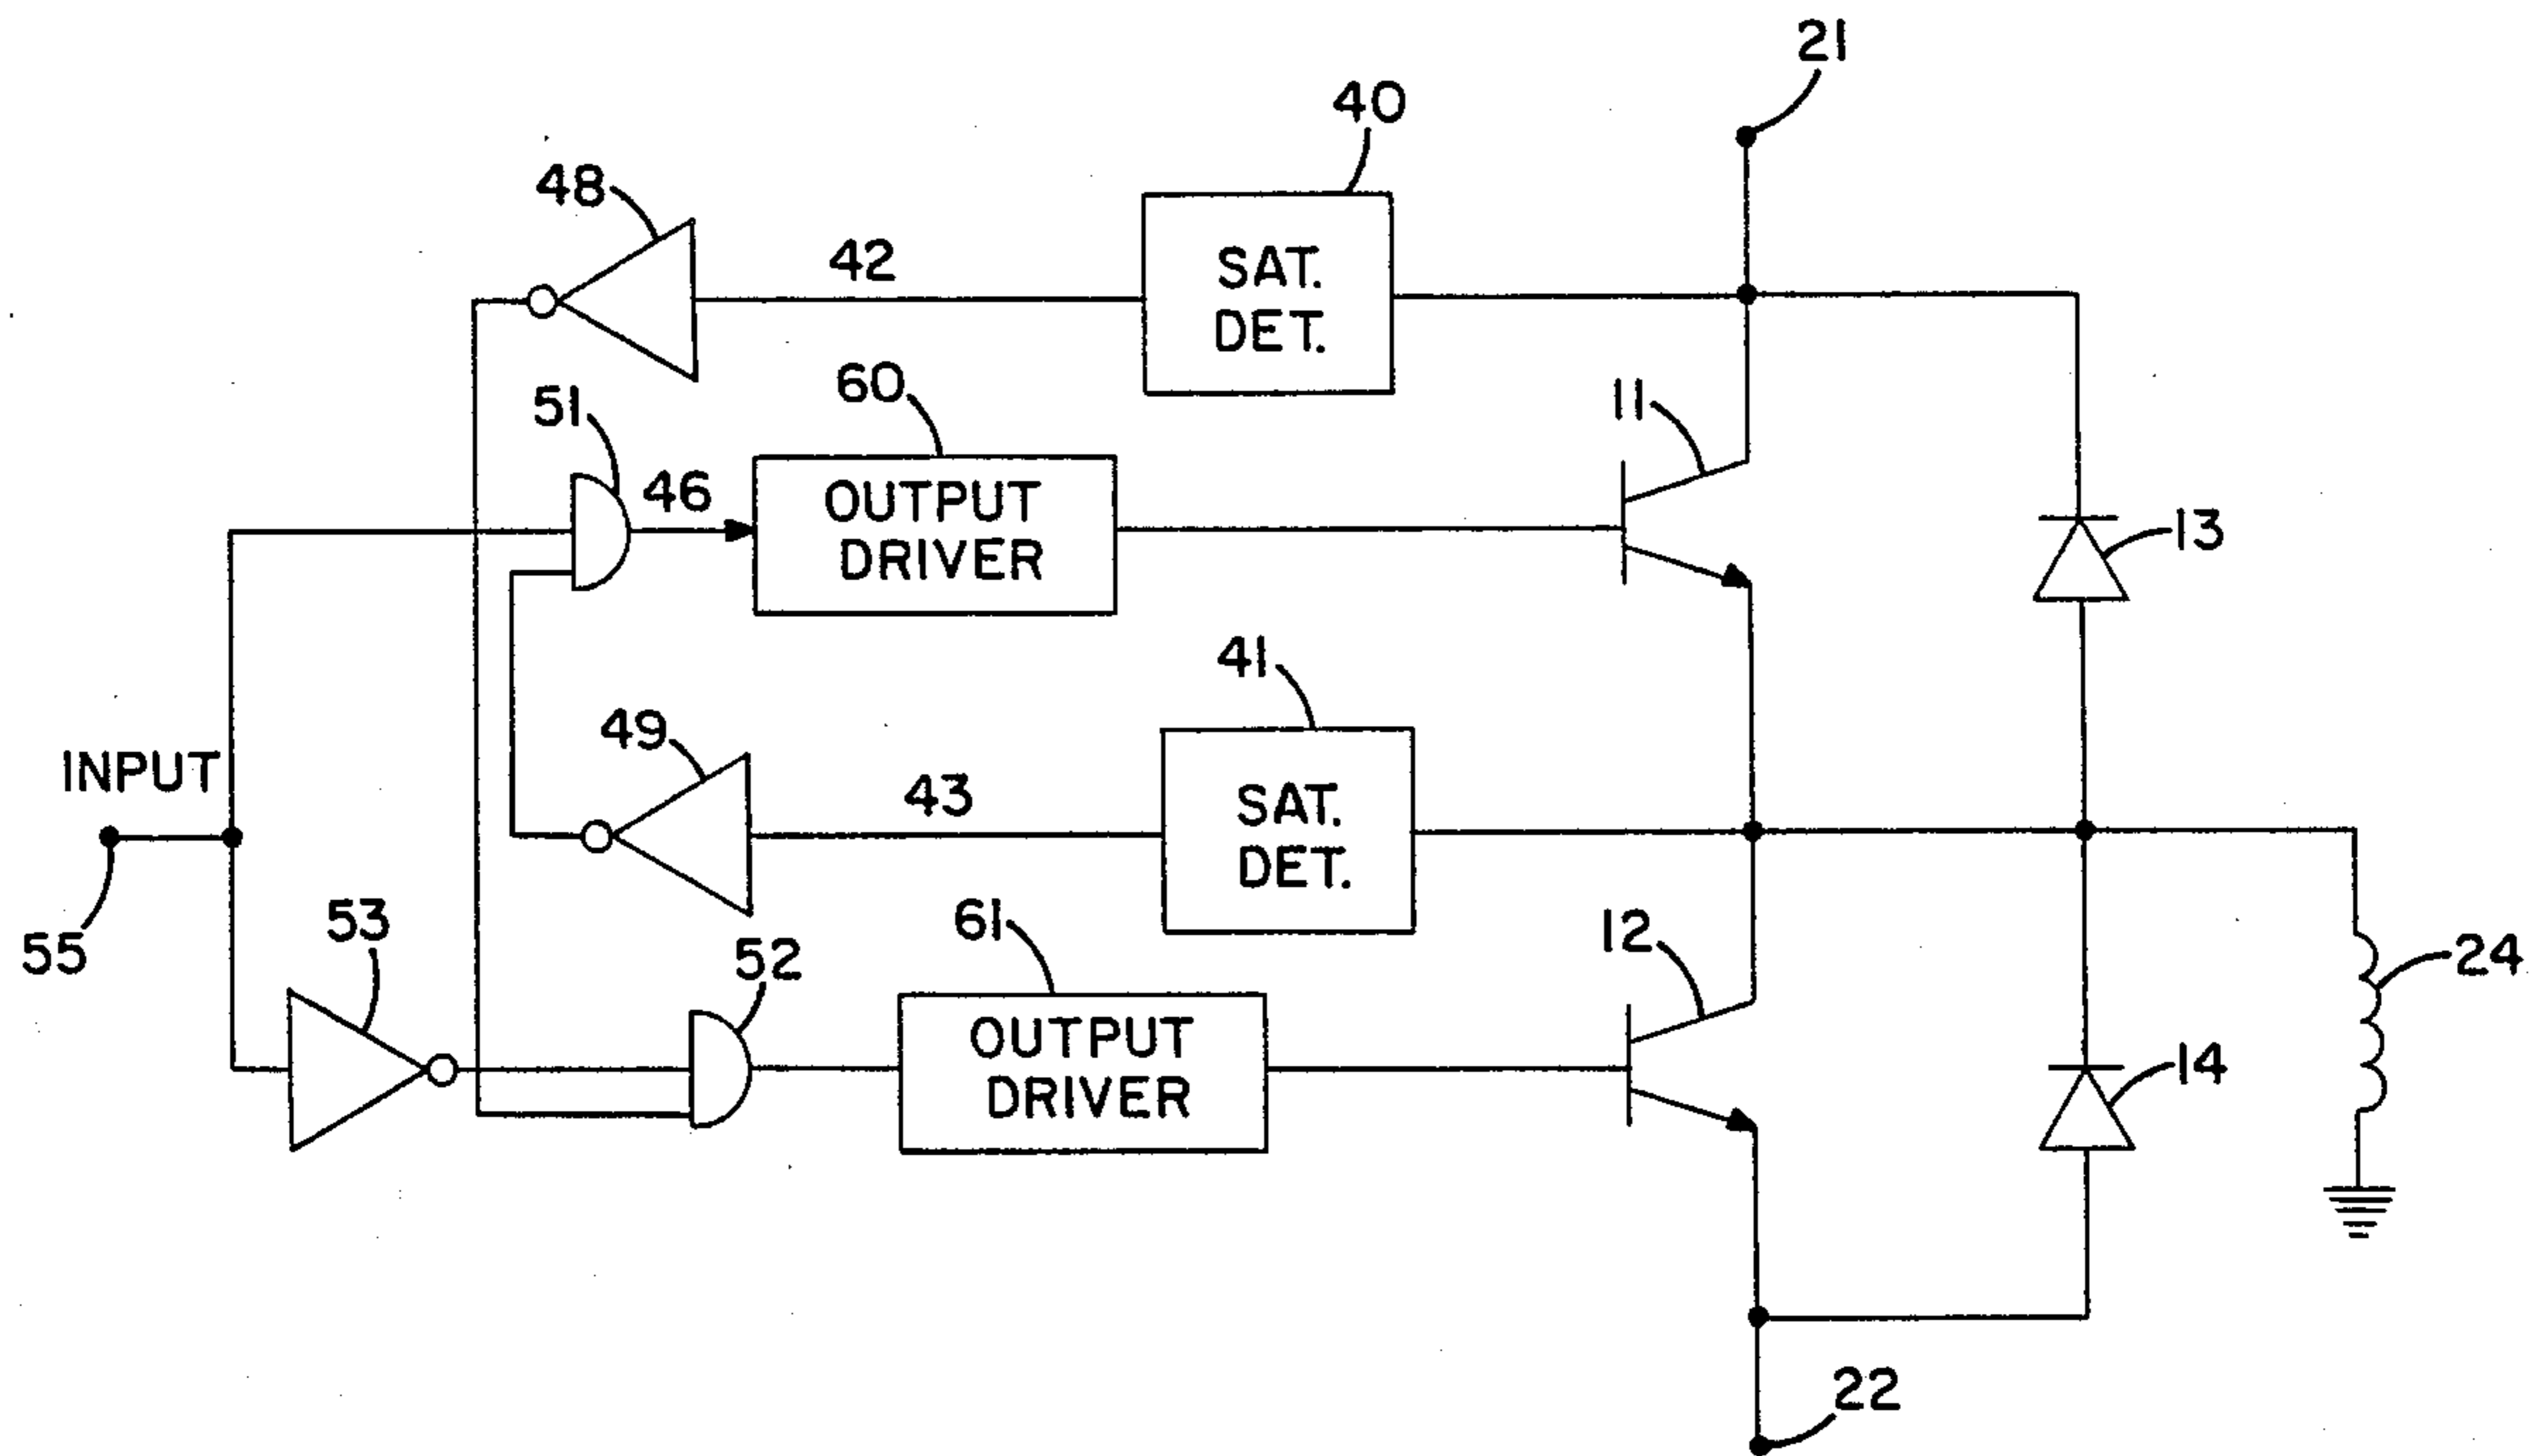 21
40
48
42
SAT.
DET.
60
51
46
OUTPUT
DRIVER
11
13
41
49
43
SAT.
DET.
INPUT
55
53
52
61
OUTPUT
DRIVER
12
24
14
22